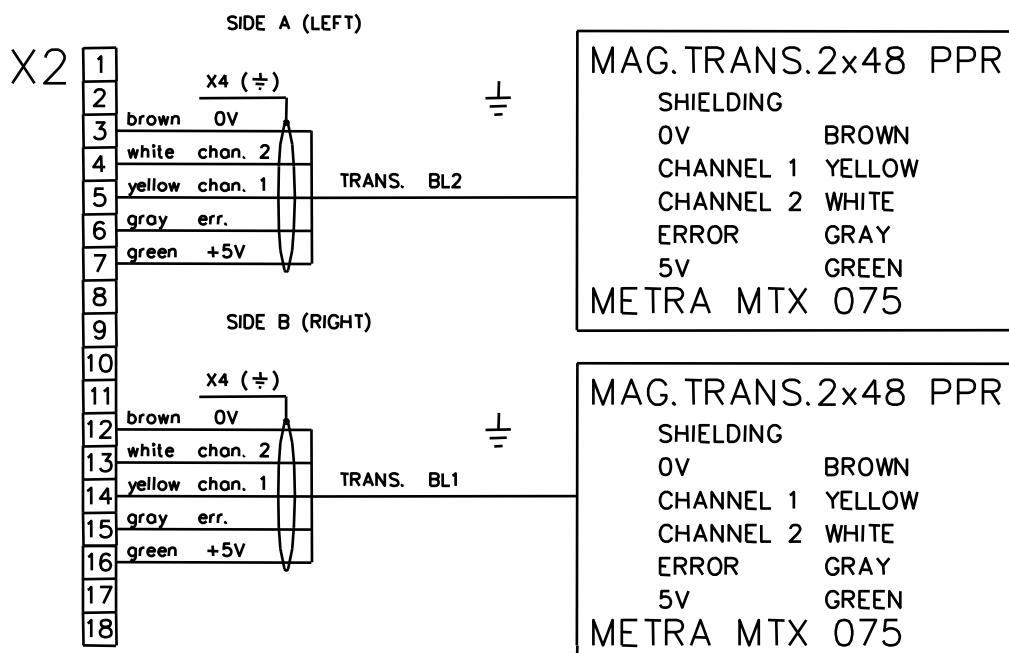 SIDE A (LEFT)
X2
1
2
3
4
5
6
7
8
9
10
11
12
13
14
15
16
17
18
X4 (⏚)
brown 0V
white chan. 2
yellow chan. 1
gray err.
green +5V
TRANS. BL2
MAG.TRANS.2x48 PPR
SHIELDING
0V BROWN
CHANNEL 1 YELLOW
CHANNEL 2 WHITE
ERROR GRAY
5V GREEN
METRA MTX 075
SIDE B (RIGHT)
X4 (⏚)
brown 0V
white chan. 2
yellow chan. 1
gray err.
green +5V
TRANS. BL1
MAG.TRANS.2x48 PPR
SHIELDING
0V BROWN
CHANNEL 1 YELLOW
CHANNEL 2 WHITE
ERROR GRAY
5V GREEN
METRA MTX 075